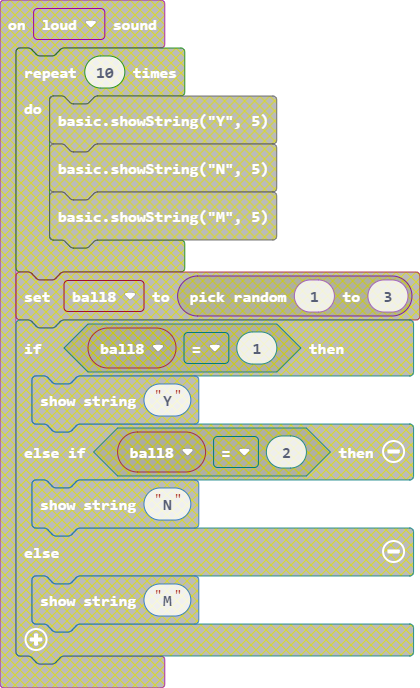 on loud sound
repeat 10 times
do
basic.showString("Y", 5)
basic.showString("N", 5)
basic.showString("M", 5)
set ball8 to pick random 1 to 3
if ball8 = 1 then
show string "Y"
else if ball8 = 2 then
show string "N"
else
show string "M"